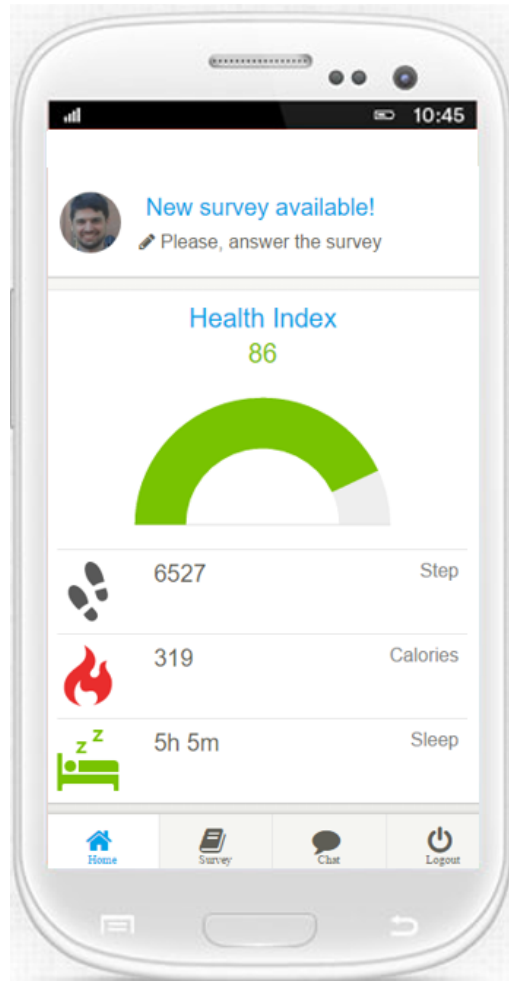 10:45
New survey available!
Please, answer the survey
Health Index
86
6527 Step
319 Calories
5h 5m Sleep
z z
Home Survey Chat Logout